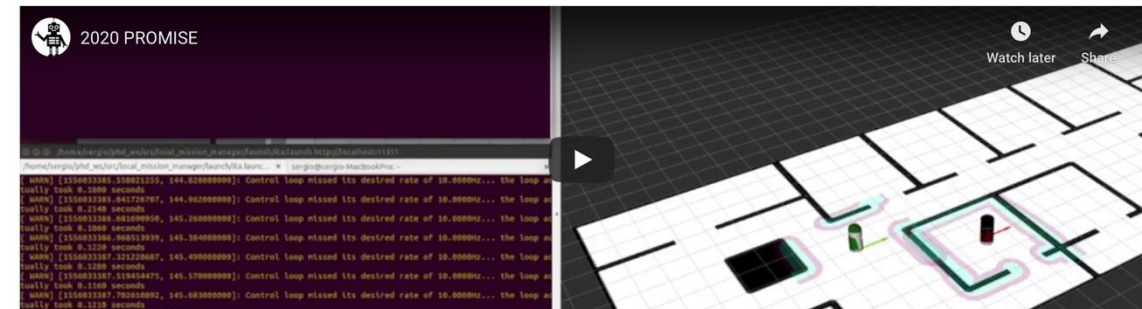 2020 PROMISE
Watch later
Share
/home/sergio/phd_ws/src/local_mission_manager/launch/ita.launch http://localhost:11311
/home/sergio/phd_ws/src/local_mission_manager/launch/ita.launc... × sergio@sergio-MacBookPro: ~
[ WARN] [1556033385.558021255, 144.820000000]: Control loop missed its desired rate of 10.0000Hz... the loop ac
tually took 0.1800 seconds
[ WARN] [1556033385.841728707, 144.962000000]: Control loop missed its desired rate of 10.0000Hz... the loop ac
tually took 0.2140 seconds
[ WARN] [1556033386.601690950, 145.260000000]: Control loop missed its desired rate of 10.0000Hz... the loop ac
tually took 0.1060 seconds
[ WARN] [1556033386.968513939, 145.384000000]: Control loop missed its desired rate of 10.0000Hz... the loop ac
tually took 0.1220 seconds
[ WARN] [1556033387.321220687, 145.490000000]: Control loop missed its desired rate of 10.0000Hz... the loop ac
tually took 0.1280 seconds
[ WARN] [1556033387.519454475, 145.570000000]: Control loop missed its desired rate of 10.0000Hz... the loop ac
tually took 0.1160 seconds
[ WARN] [1556033387.702610892, 145.683000000]: Control loop missed its desired rate of 10.0000Hz... the loop ac
tually took 0.1210 seconds